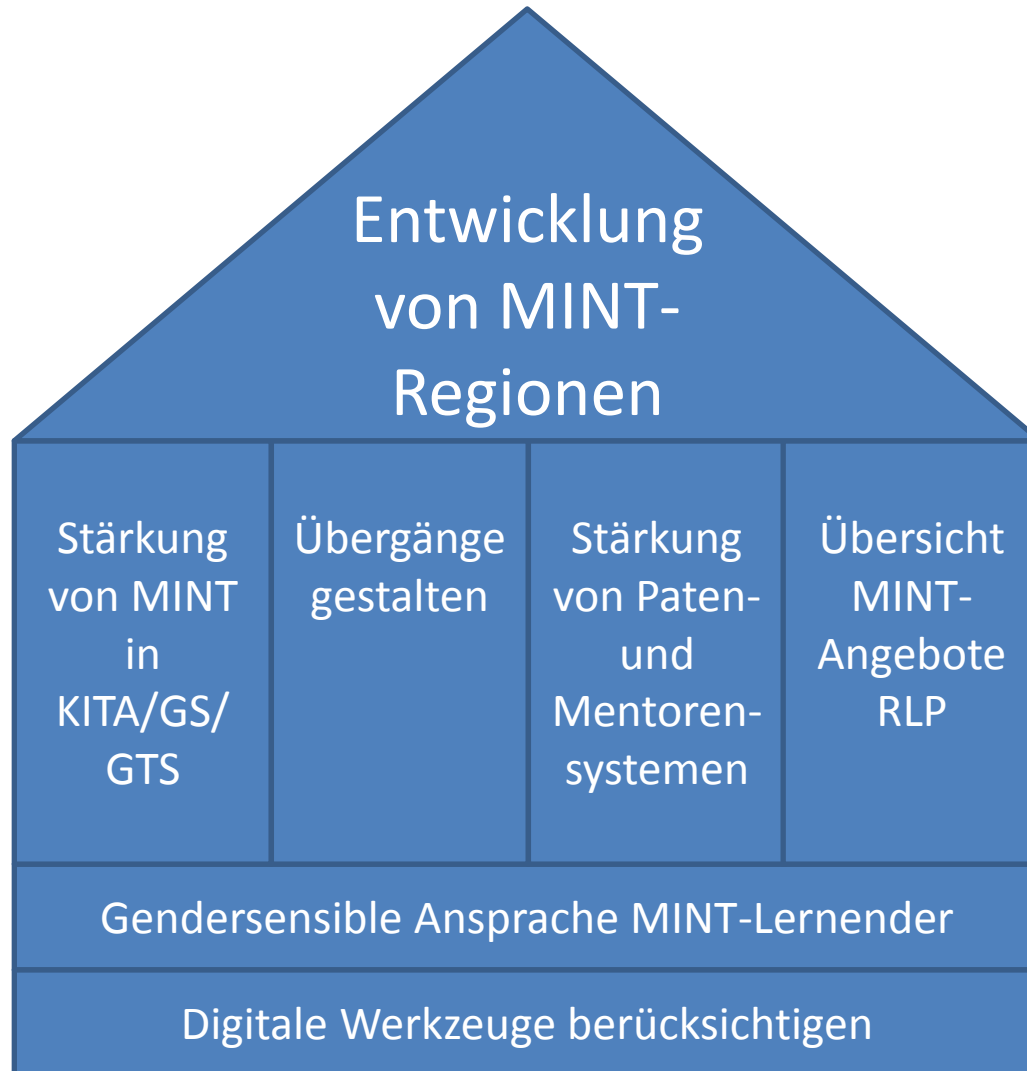 Entwicklung
von MINT-
Regionen
Stärkung
von MINT
in
KITA/GS/
GTS
Übergänge
gestalten
Stärkung
von Paten-
und
Mentoren-
systemen
Übersicht
MINT-
Angebote
RLP
Gendersensible Ansprache MINT-Lernender
Digitale Werkzeuge berücksichtigen